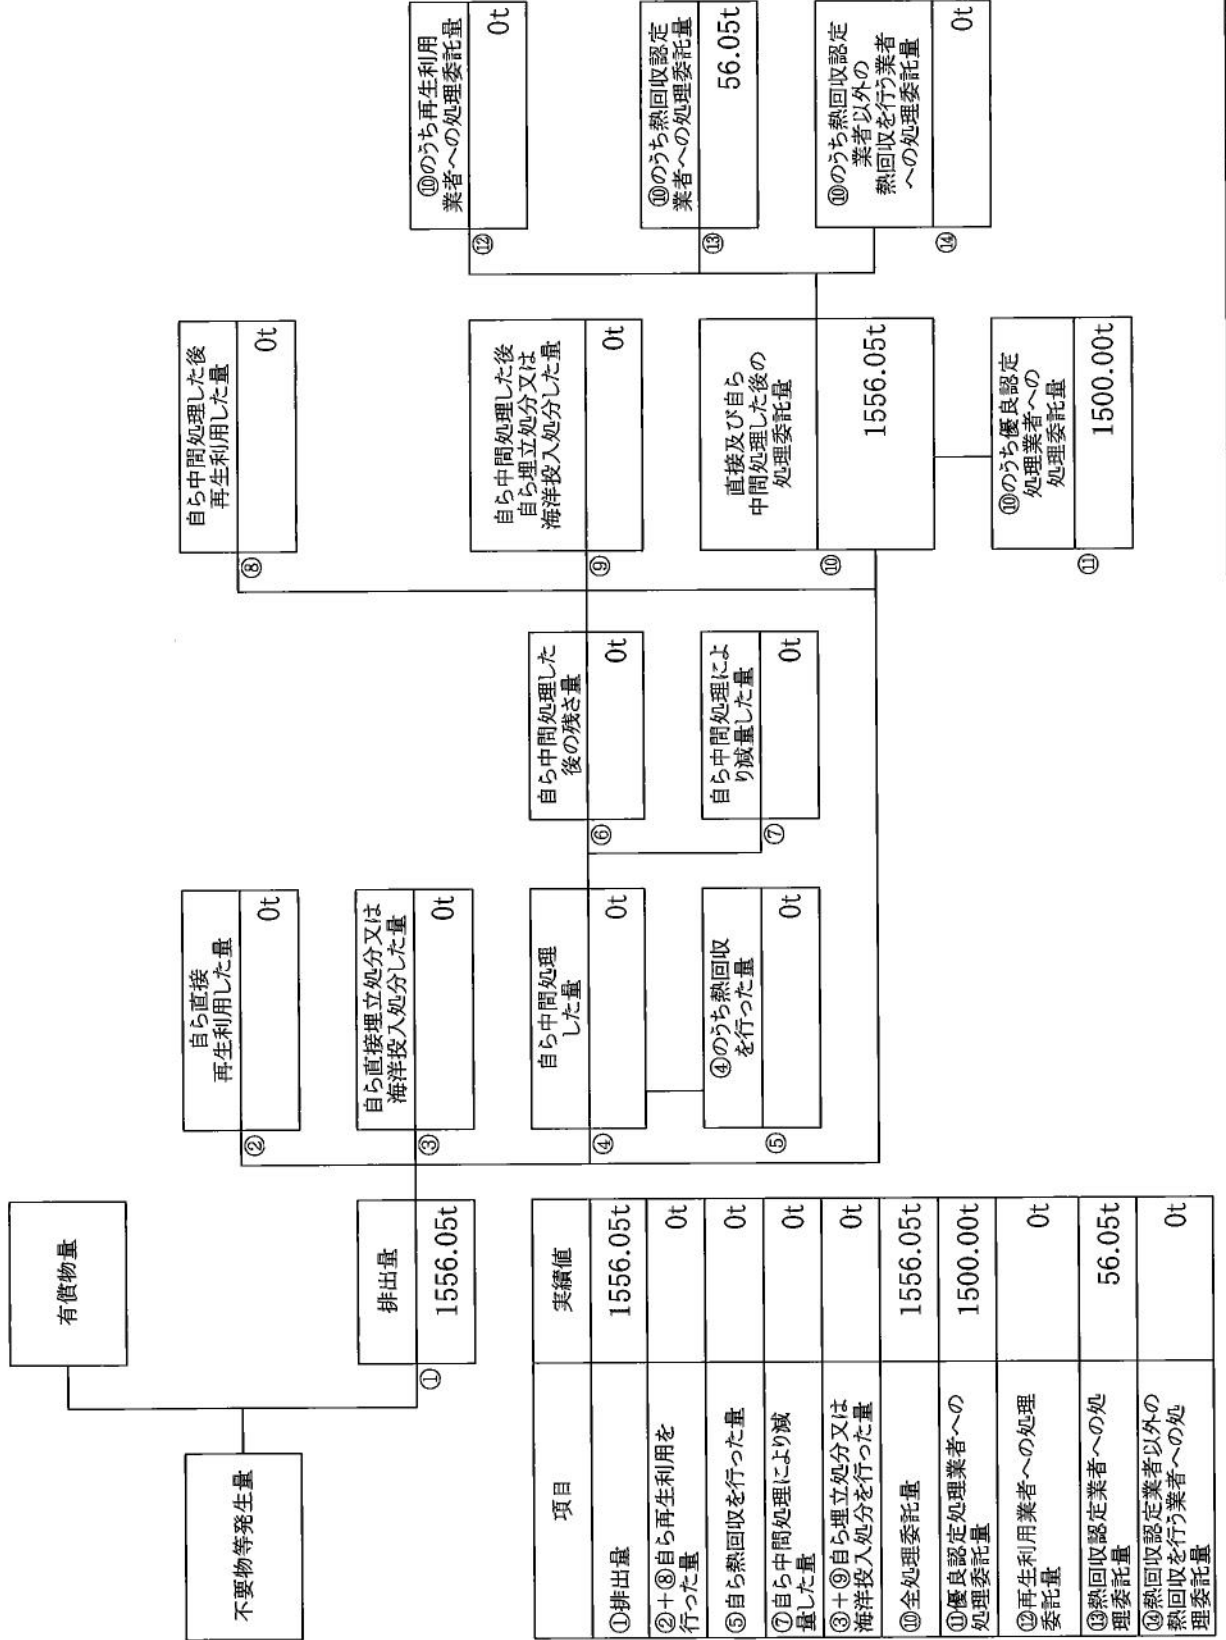 不要物等発生量
有償物量
①
排出量
1556.05t
②
自ら直接
再生利用した量
0t
③
自ら直接埋立処分又は
海洋投入処分した量
0t
④
自ら中間処理
した量
0t
⑤
④のうち熱回収
を行った量
0t
⑥
自ら中間処理した
後の残さ量
0t
⑦
自ら中間処理によ
り減量した量
0t
⑧
自ら中間処理した後
再生利用した量
0t
⑨
自ら中間処理した後
自ら埋立処分又は
海洋投入処分した量
0t
⑩
直接及び自ら
中間処理した後の
処理委託量
1556.05t
⑪
⑩のうち優良認定
処理業者への
処理委託量
1500.00t
⑫
⑩のうち再生利用
業者への処理委託量
0t
⑬
⑩のうち熱回収認定
業者への処理委託量
56.05t
⑭
⑩のうち熱回収認定
業者以外の
熱回収を行う業者
への処理委託量
0t
項目
実績値
①排出量
1556.05t
②+⑧自ら再生利用を
行った量
0t
⑤自ら熱回収を行った量
0t
⑦自ら中間処理により減
量した量
0t
③+⑨自ら埋立処分又は
海洋投入処分を行った量
0t
⑩全処理委託量
1556.05t
⑪優良認定処理業者への
処理委託量
1500.00t
⑫再生利用業者への処理
委託量
0t
⑬熱回収認定業者への処
理委託量
56.05t
⑭熱回収認定業者以外の
熱回収を行う業者への処
理委託量
0t